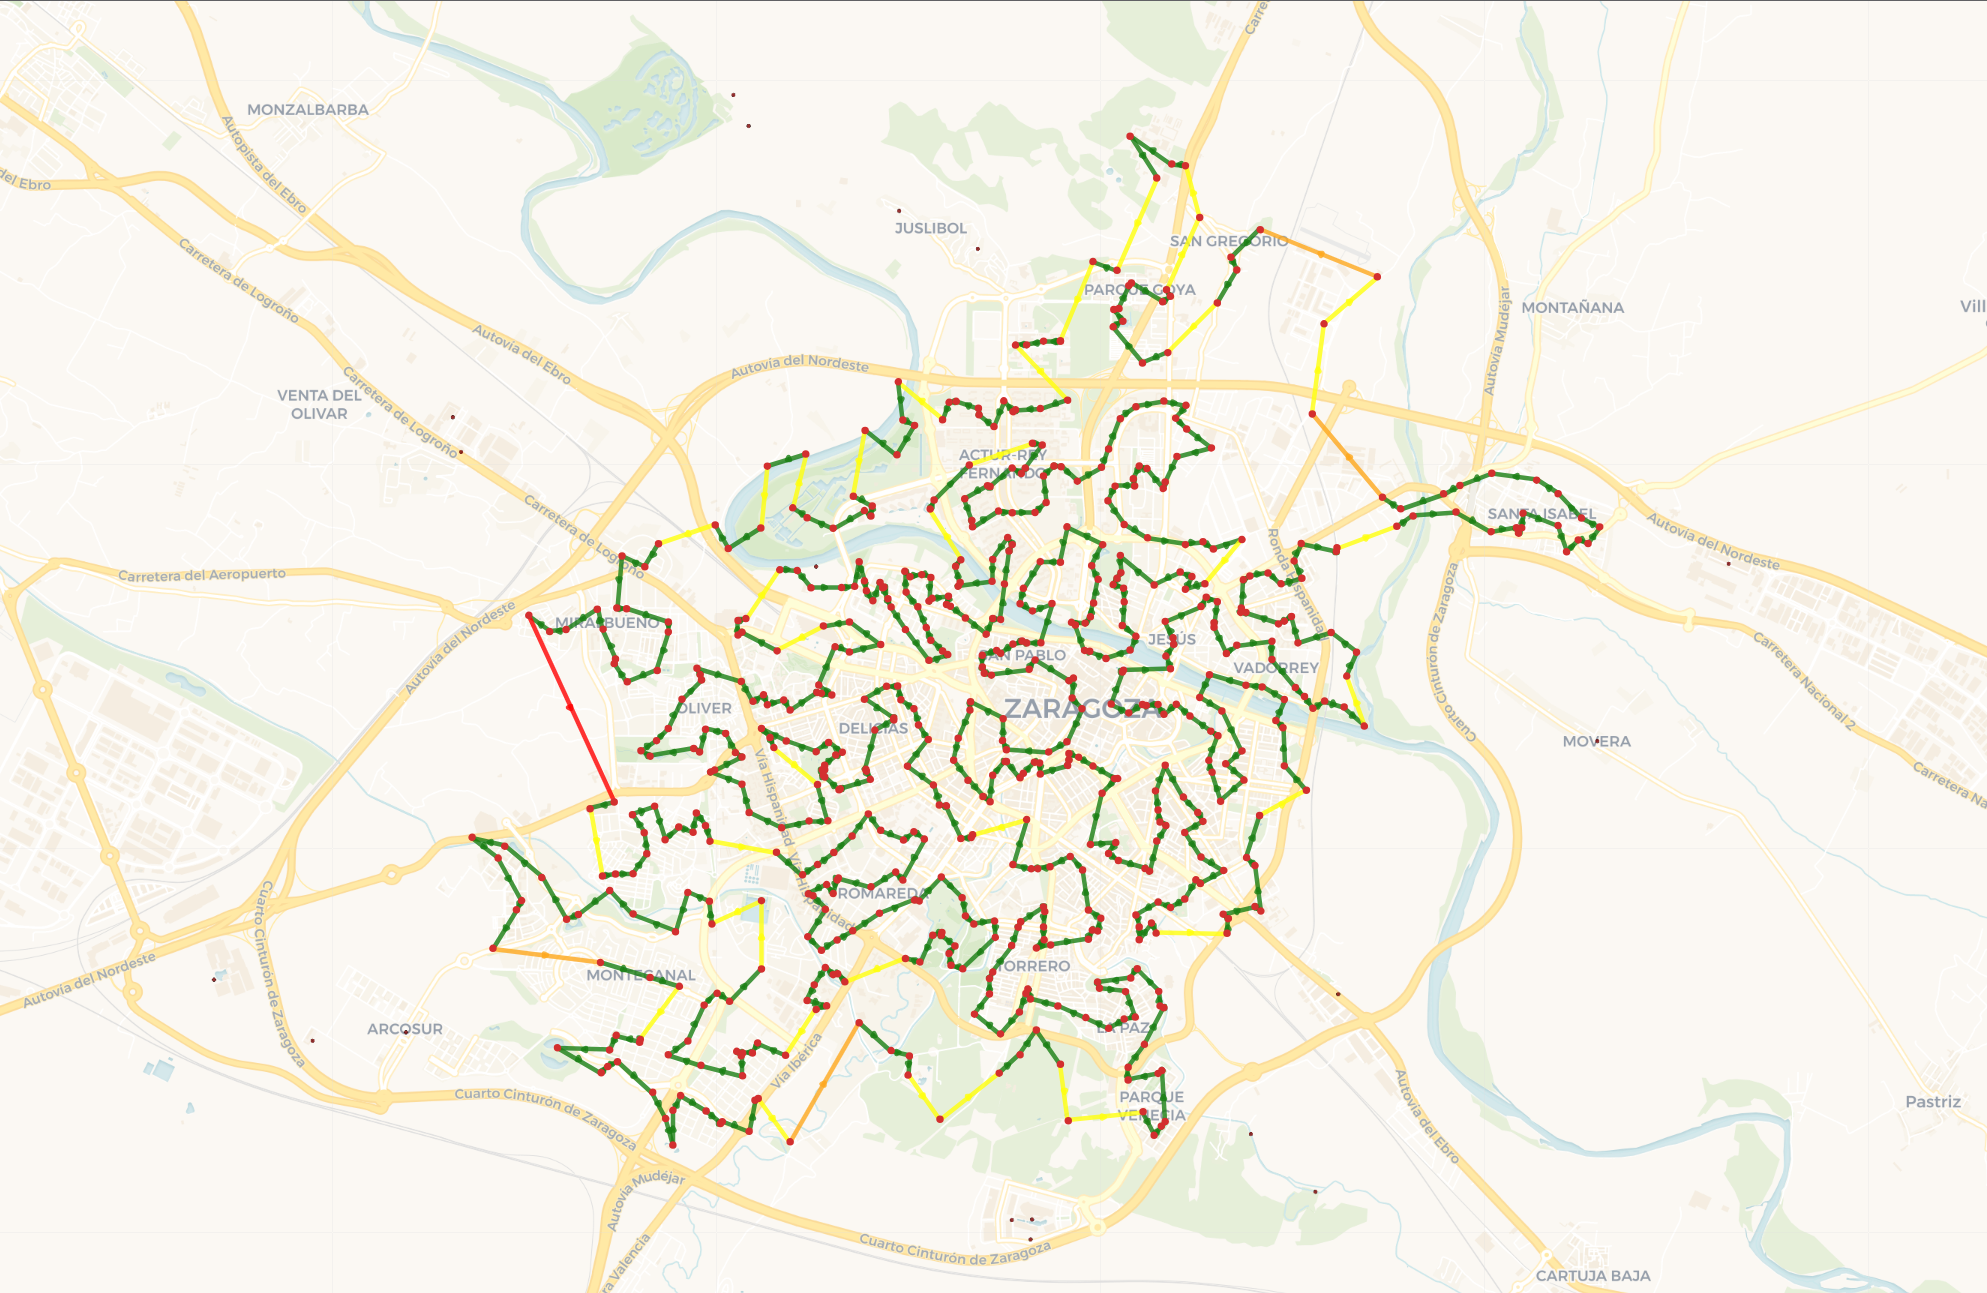 Carre
MONZALBARBA
Autopista del Ebro
del Ebro
JUSLIBOL
SAN GREGORIO
Carretera de Logroño
PARQUE GOYA
MONTAÑANA
Vill
Autovía Mudéjar
Autovía del Ebro
Autovía del Nordeste
Carretera de Logroño
VENTA DEL
OLIVAR
ACTUR-REY
FERNANDO
Carretera de Logroño
SANTA ISABEL
Autovía del Nordeste
Ronda Hispanidad
Carretera del Aeropuerto
Cuarto Cinturón de Zaragoza
MIRALBUENO
Autovía del Nordeste
JESÚS
SAN PABLO
VADORREY
Carretera Nacional 2
ZARAGOZA
OLIVER
DELICIAS
MOVERA
Vía Hispanidad
Carretera Na
Vía Hispanidad
ROMAREDA
Cuarto Cinturón de Zaragoza
TORRERO
MONTECANAL
Autovía del Nordeste
ARCOSUR
LA PAZ
Vía Ibérica
PARQUE
VENECIA
Pastriz
Cuarto Cinturón de Zaragoza
Autovía del Ebro
Autovía Mudéjar
Cuarto Cinturón de Zaragoza
ra Valencia
CARTUJA BAJA